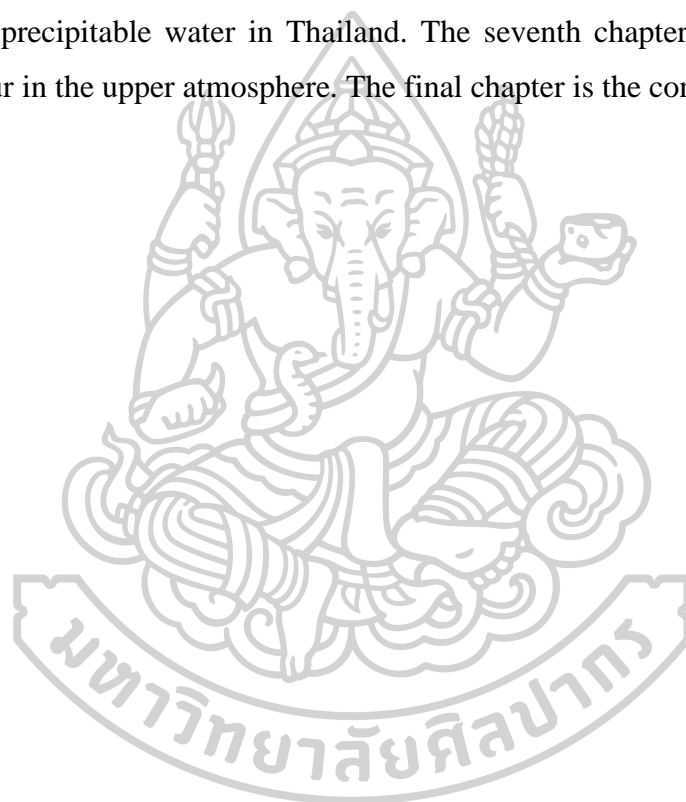 precipitable water in Thailand. The seventh chapter
ur in the upper atmosphere. The final chapter is the con
มหาวิทยาลัยศิลปากร